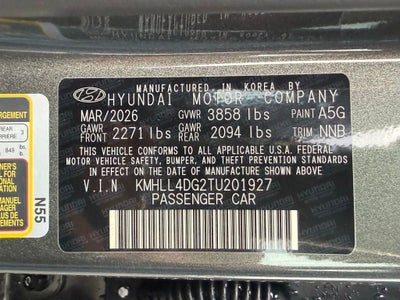 MANUFACTURED IN KOREA BY
HYUNDAI MOTOR COMPANY
MAR/2026 GVWR 3858 lbs PAINT A5G
GAWR FRONT 2271 lbs GAWR REAR 2094 lbs TRIM NNB
THIS VEHICLE CONFORMS TO ALL APPLICABLE U.S.A. FEDERAL
MOTOR VEHICLE SAFETY, BUMPER, AND THEFT PREVENTION STANDARDS
IN EFFECT ON THE DATE OF MANUFACTURE SHOWN ABOVE.
V.I.N KMHLL4DG2TU201927
PASSENGER CAR
REAR 3
N55